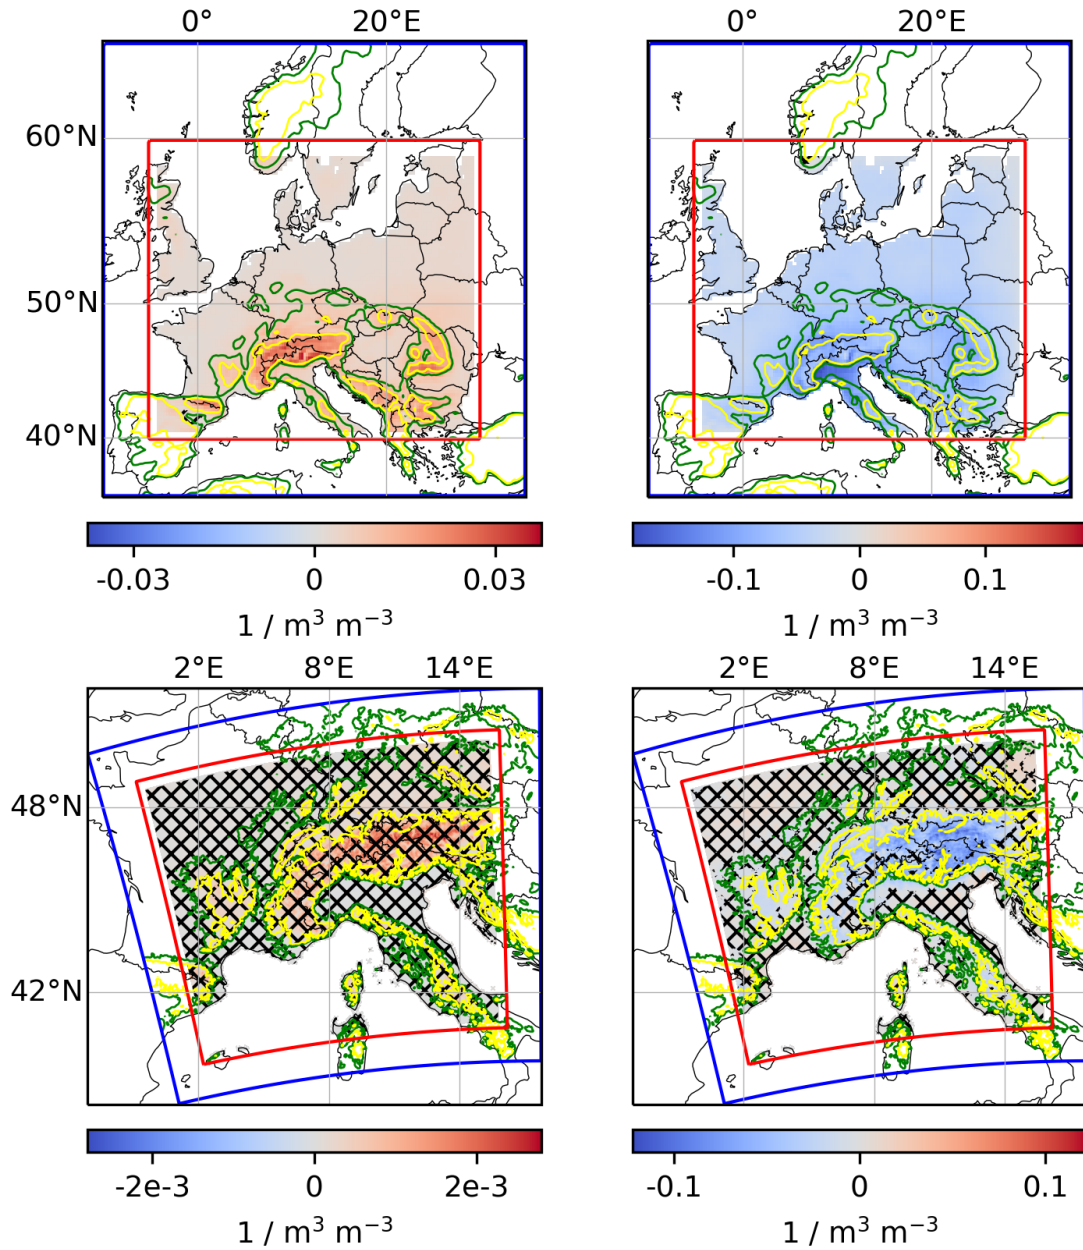 0° 20°E 0° 20°E
60°N
50°N
40°N
-0.03 0 0.03 -0.1 0 0.1
1 / m³ m⁻³ 1 / m³ m⁻³
2°E 8°E 14°E 2°E 8°E 14°E
48°N
42°N
-2e-3 0 2e-3 -0.1 0 0.1
1 / m³ m⁻³ 1 / m³ m⁻³